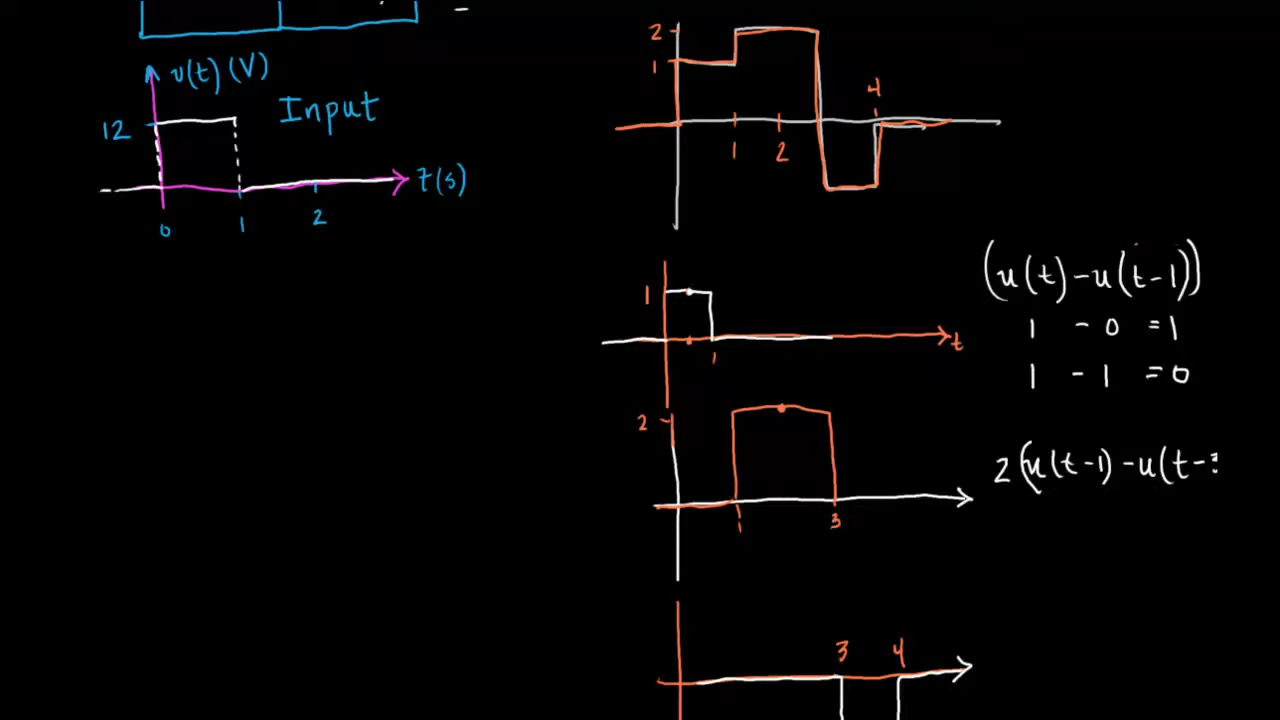 v(t) (V)
Input
12
t(s)
0
1
2
2
1
4
1
2
1
t
1
(u(t)-u(t-1))
1 - 0 = 1
1 - 1 = 0
2
1
3
2(u(t-1)-u(t-
3
4